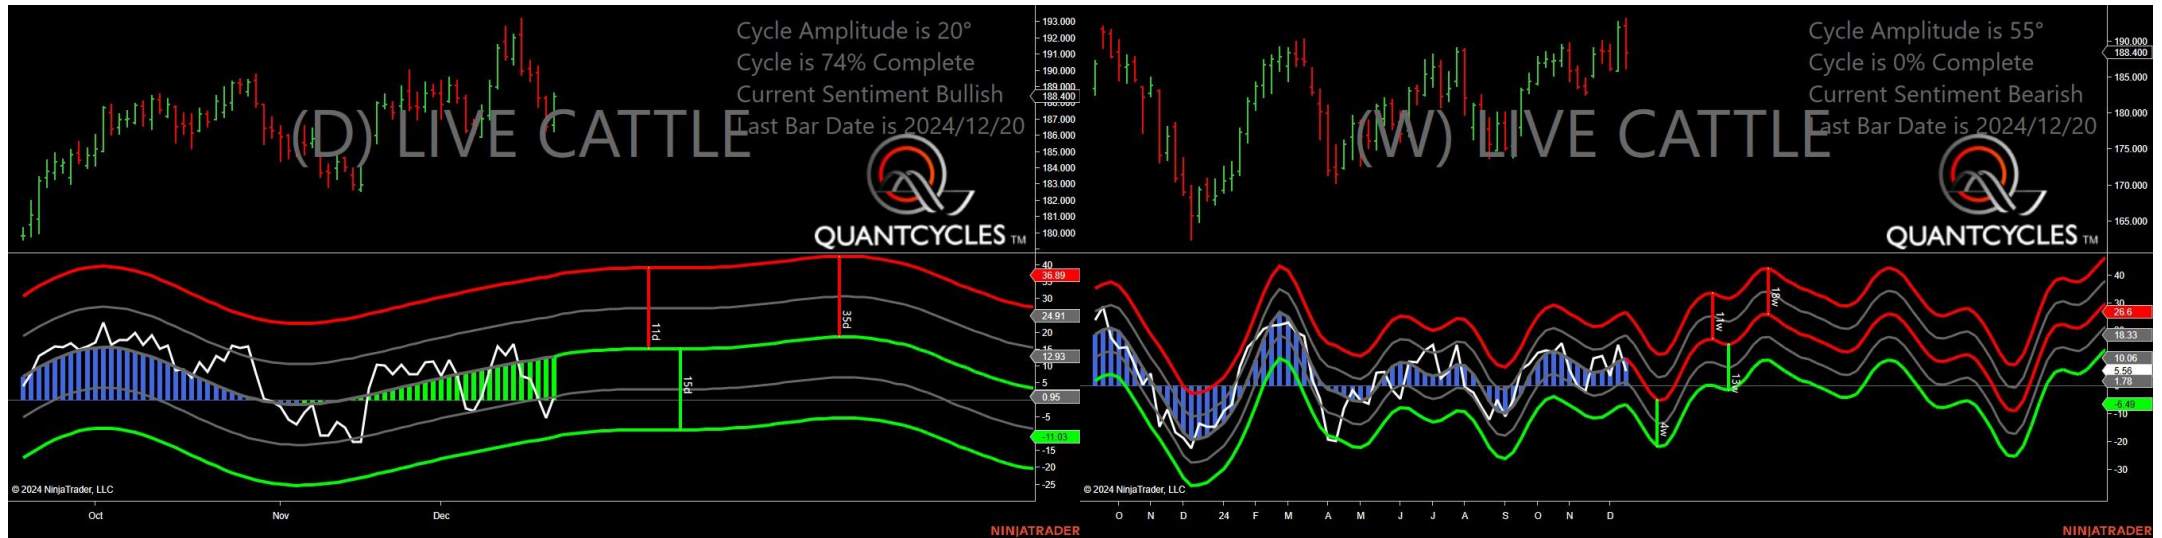 Cycle Amplitude is 20°
Cycle is 74% Complete
Current Sentiment Bullish
Last Bar Date is 2024/12/20
(D) LIVE CATTLE
QUANTCYCLES TM
193.000
192.000
191.000
190.000
189.000
188.400
188.000
187.000
186.000
185.000
184.000
183.000
182.000
181.000
180.000
40
36.89
35
30
24.91
20
15
12.93
10
5
0.95
-5
-11.03
-15
-20
-25
11d
35d
15d
© 2024 NinjaTrader, LLC
Oct Nov Dec
NINJATRADER
Cycle Amplitude is 55°
Cycle is 0% Complete
Current Sentiment Bearish
Last Bar Date is 2024/12/20
(W) LIVE CATTLE
QUANTCYCLES TM
190.000
188.400
185.000
180.000
175.000
170.000
165.000
40
30
26.6
18.33
10.06
5.56
1.78
-6.49
-10
-20
-30
11w
18w
13w
4w
© 2024 NinjaTrader, LLC
O N D 24 F M A M J J A S O N D
NINJATRADER